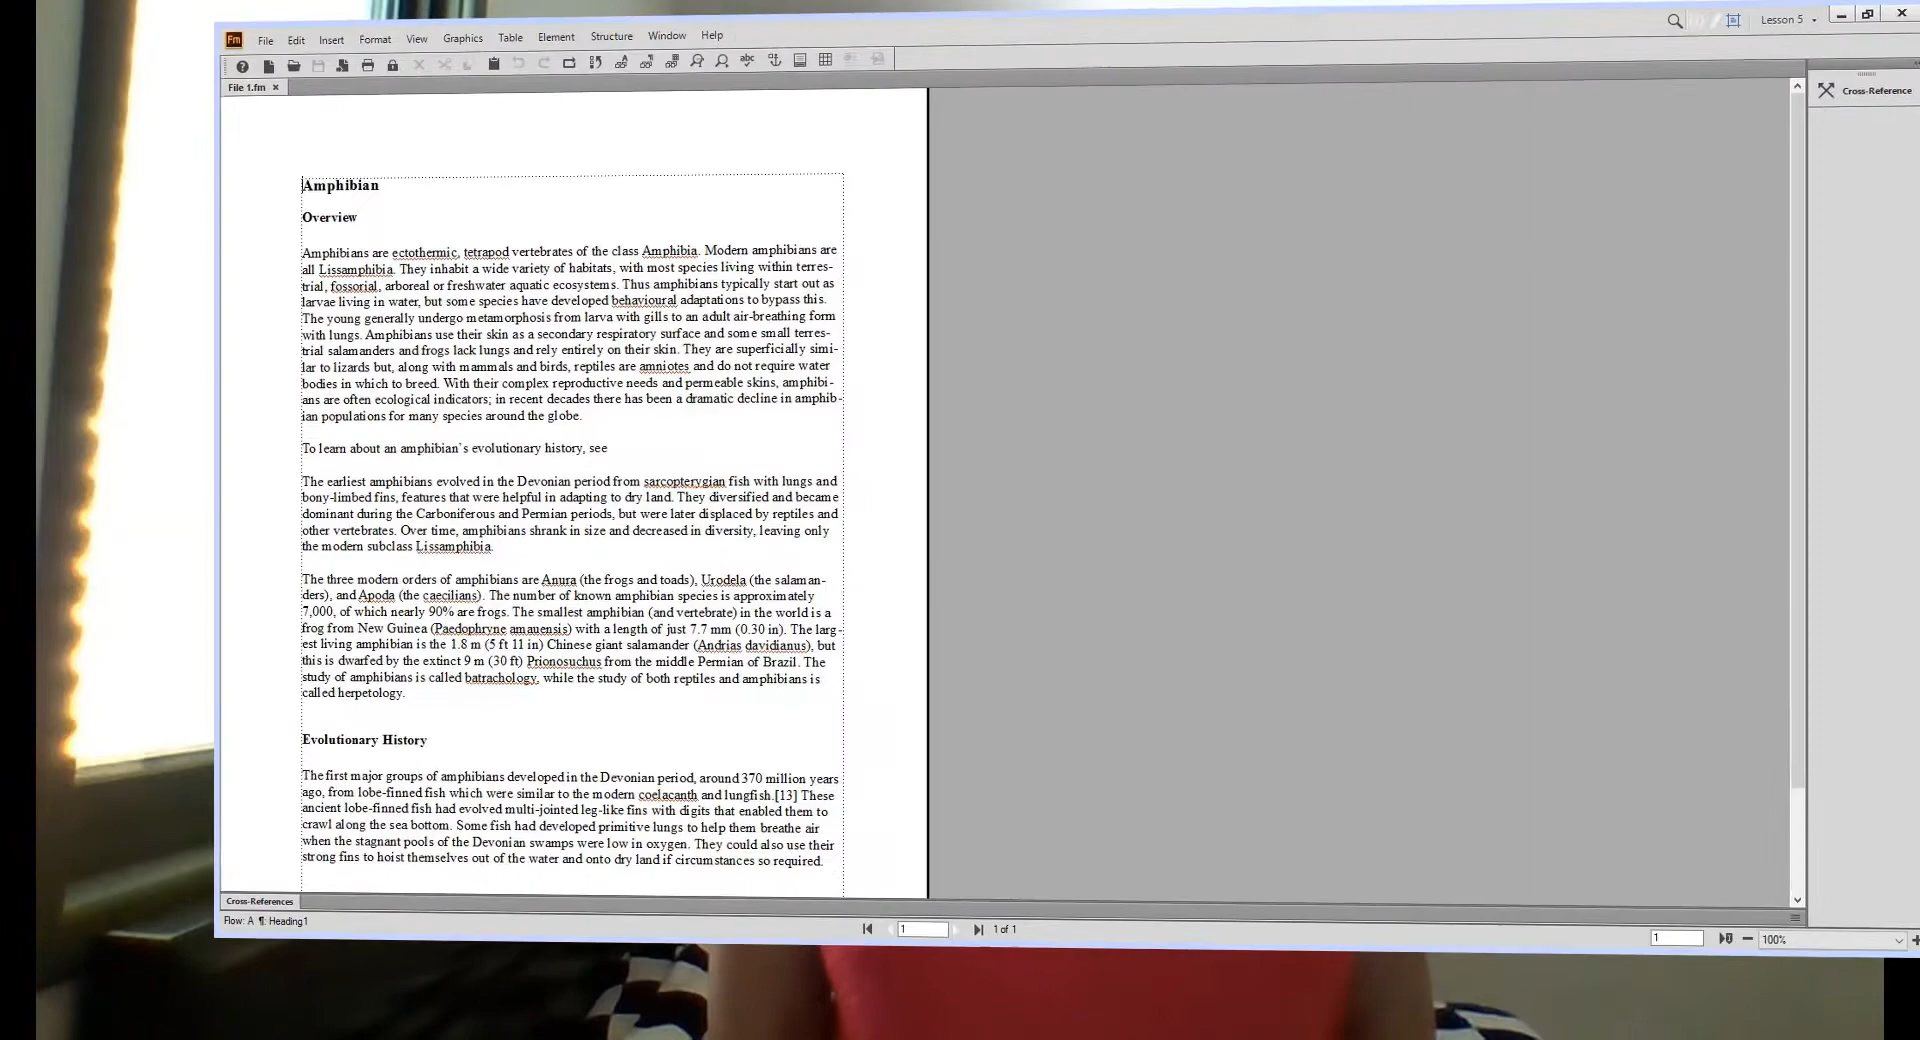 Fm File Edit Insert Format View Graphics Table Element Structure Window Help
Lesson 5
File 1.fm
Cross-Reference
Amphibian
Overview
Amphibians are ectothermic, tetrapod vertebrates of the class Amphibia. Modern amphibians are
all Lissamphibia. They inhabit a wide variety of habitats, with most species living within terres-
trial, fossorial, arboreal or freshwater aquatic ecosystems. Thus amphibians typically start out as
larvae living in water, but some species have developed behavioural adaptations to bypass this.
The young generally undergo metamorphosis from larva with gills to an adult air-breathing form
with lungs. Amphibians use their skin as a secondary respiratory surface and some small terres-
trial salamanders and frogs lack lungs and rely entirely on their skin. They are superficially simi-
lar to lizards but, along with mammals and birds, reptiles are amniotes and do not require water
bodies in which to breed. With their complex reproductive needs and permeable skins, amphibi-
ans are often ecological indicators; in recent decades there has been a dramatic decline in amphib-
ian populations for many species around the globe.
To learn about an amphibian's evolutionary history, see
The earliest amphibians evolved in the Devonian period from sarcopterygian fish with lungs and
bony-limbed fins, features that were helpful in adapting to dry land. They diversified and became
dominant during the Carboniferous and Permian periods, but were later displaced by reptiles and
other vertebrates. Over time, amphibians shrank in size and decreased in diversity, leaving only
the modern subclass Lissamphibia.
The three modern orders of amphibians are Anura (the frogs and toads), Urodela (the salaman-
ders), and Apoda (the caecilians). The number of known amphibian species is approximately
7,000, of which nearly 90% are frogs. The smallest amphibian (and vertebrate) in the world is a
frog from New Guinea (Paedophryne amauensis) with a length of just 7.7 mm (0.30 in). The larg-
est living amphibian is the 1.8 m (5 ft 11 in) Chinese giant salamander (Andrias davidianus), but
this is dwarfed by the extinct 9 m (30 ft) Prionosuchus from the middle Permian of Brazil. The
study of amphibians is called batrachology, while the study of both reptiles and amphibians is
called herpetology.
Evolutionary History
The first major groups of amphibians developed in the Devonian period, around 370 million years
ago, from lobe-finned fish which were similar to the modern coelacanth and lungfish.[13] These
ancient lobe-finned fish had evolved multi-jointed leg-like fins with digits that enabled them to
crawl along the sea bottom. Some fish had developed primitive lungs to help them breathe air
when the stagnant pools of the Devonian swamps were low in oxygen. They could also use their
strong fins to hoist themselves out of the water and onto dry land if circumstances so required.
Cross-References
Flow: A ¶: Heading1
1 1 of 1
1 100%